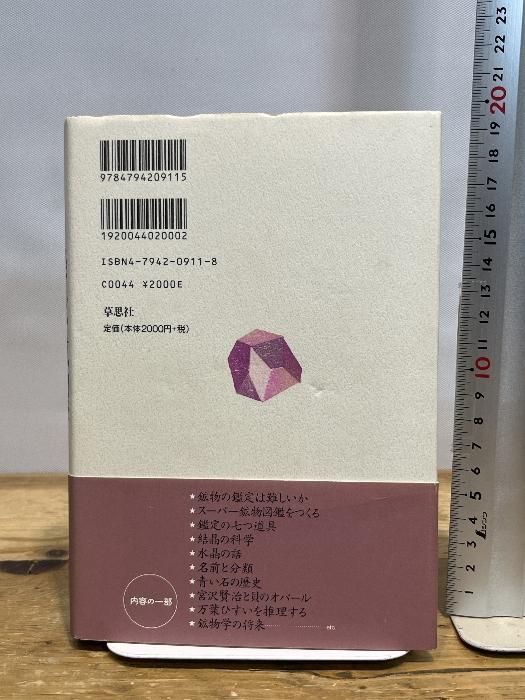 9784794209115
1920044020002
ISBN4-7942-0911-8
C0044 ¥2000E
草思社
定価(本体2000円+税)
★鉱物の鑑定は難しいか
★スーパー鉱物図鑑をつくる
★鑑定の七つ道具
★結晶の科学
★水晶の話
★名前と分類
★青い石の歴史
★宮沢賢治と貝のオパール
★万葉ひすいを推理する
★鉱物学の将来…… …… etc.
内容の一部
23
22
21
20
19
18
17
16
15
14
13
12
11
10
9
8
7
6
5
4
3
2
1
シンワ